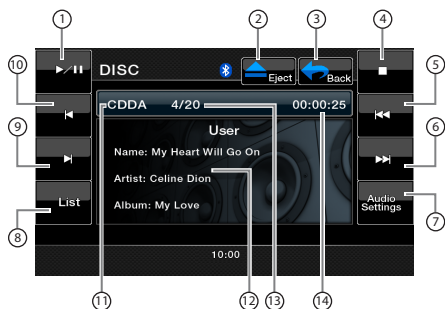 1 2 3 4
DISC Eject Back
10 5
CDDA 4/20 00:00:25
User
9 6
Name: My Heart Will Go On
Artist: Celine Dion
List Audio Settings
Album: My Love
8 7
10:00
11 12 13 14